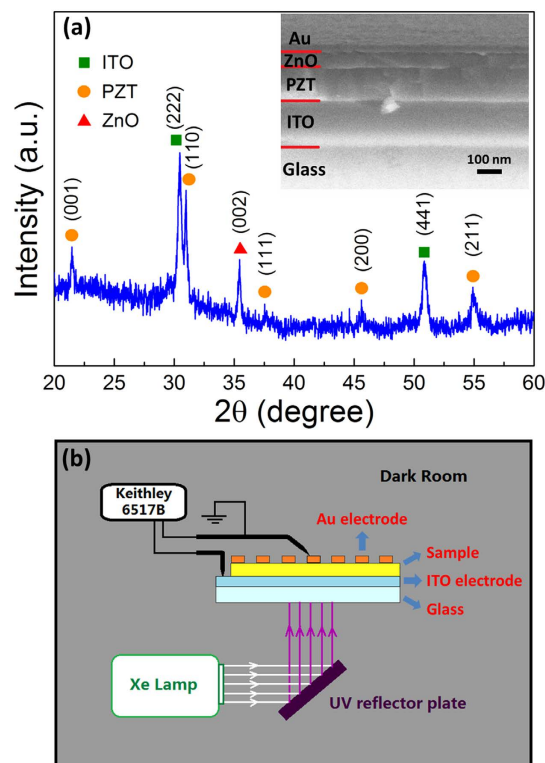 (a)
ITO
PZT
ZnO
Au
ZnO
PZT
ITO
Glass
100 nm
Intensity (a.u.)
(001)
(222)
(110)
(002)
(111)
(200)
(441)
(211)
20 25 30 35 40 45 50 55 60
2θ (degree)
(b)
Dark Room
Keithley
6517B
Au electrode
Sample
ITO electrode
Glass
Xe Lamp
UV reflector plate